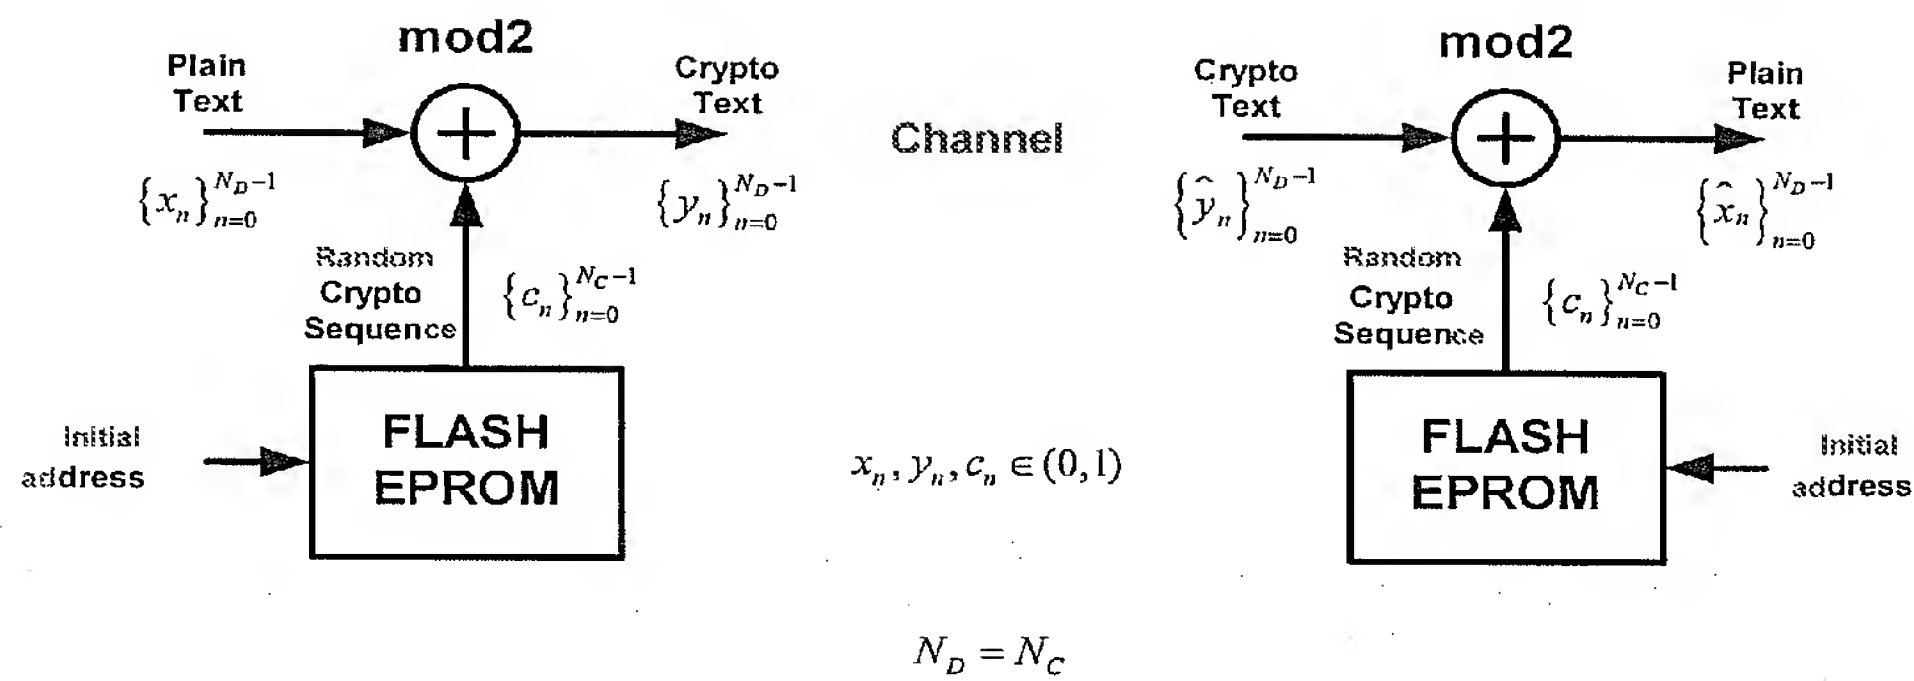 mod2
Plain
Text
Crypto
Text
{x_n}_{n=0}^{N_D-1}
{y_n}_{n=0}^{N_D-1}
Random
Crypto
Sequence
{c_n}_{n=0}^{N_C-1}
FLASH
EPROM
Initial
address
Channel
x_n, y_n, c_n ∈ (0,1)
N_D = N_C
mod2
Crypto
Text
Plain
Text
{ŷ_n}_{n=0}^{N_D-1}
{x̂_n}_{n=0}^{N_D-1}
Random
Crypto
Sequence
{c_n}_{n=0}^{N_C-1}
FLASH
EPROM
Initial
address